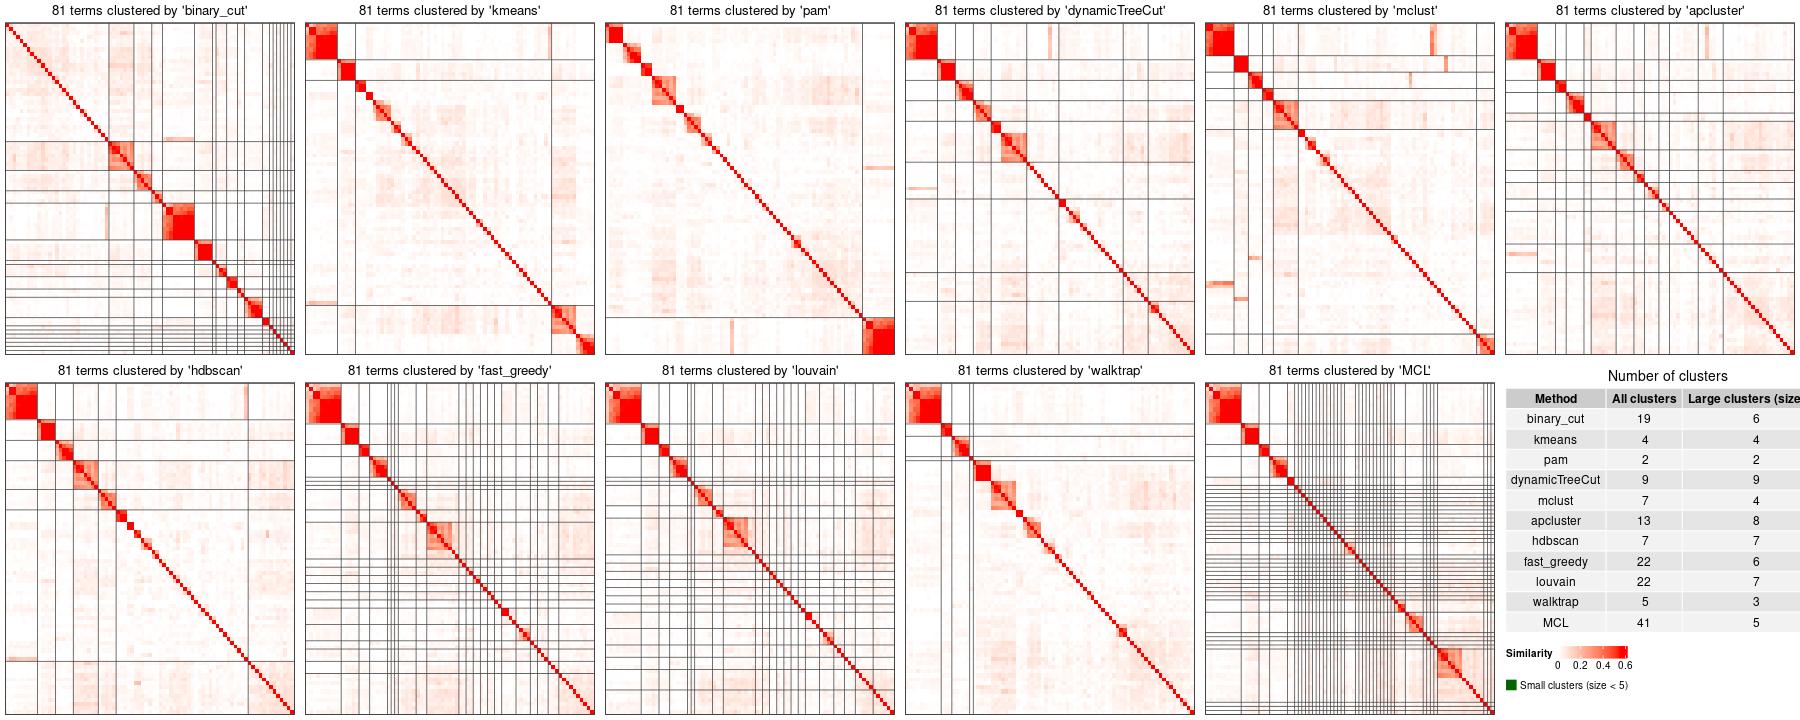 81 terms clustered by 'binary_cut'
81 terms clustered by 'kmeans'
81 terms clustered by 'pam'
81 terms clustered by 'dynamicTreeCut'
81 terms clustered by 'mclust'
81 terms clustered by 'apcluster'
81 terms clustered by 'hdbscan'
81 terms clustered by 'fast_greedy'
81 terms clustered by 'louvain'
81 terms clustered by 'walktrap'
81 terms clustered by 'MCL'
Number of clusters
Method All clusters Large clusters (size
binary_cut 19 6
kmeans 4 4
pam 2 2
dynamicTreeCut 9 9
mclust 7 4
apcluster 13 8
hdbscan 7 7
fast_greedy 22 6
louvain 22 7
walktrap 5 3
MCL 41 5
Similarity
0 0.2 0.4 0.6
Small clusters (size < 5)